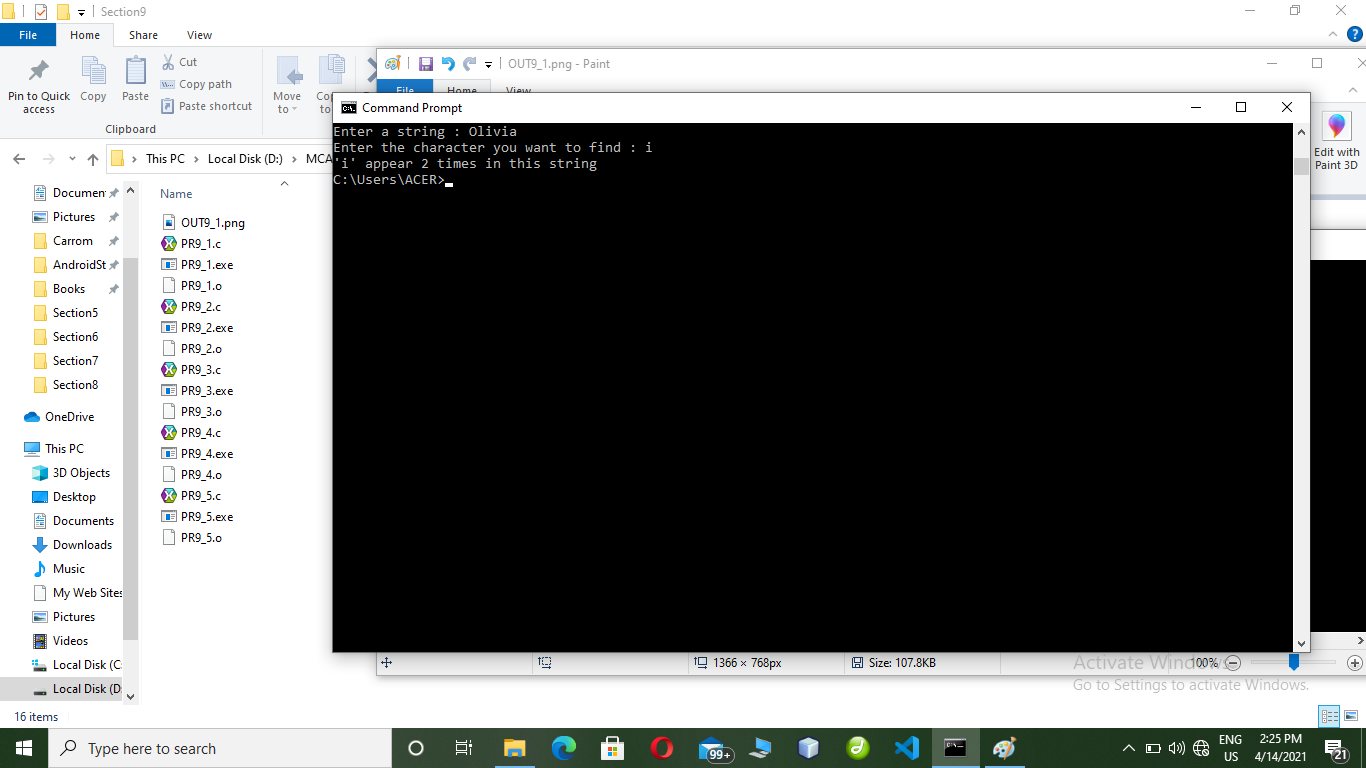 Section9
File Home Share View
Pin to Quick access
Copy
Paste
Cut
Copy path
Paste shortcut
Move to
Clipboard
This PC > Local Disk (D:) > MCA
Documen
Pictures
Carrom
AndroidSt
Books
Section5
Section6
Section7
Section8
OneDrive
This PC
3D Objects
Desktop
Documents
Downloads
Music
My Web Sites
Pictures
Videos
Local Disk (C
Local Disk (D
Name
OUT9_1.png
PR9_1.c
PR9_1.exe
PR9_1.o
PR9_2.c
PR9_2.exe
PR9_2.o
PR9_3.c
PR9_3.exe
PR9_3.o
PR9_4.c
PR9_4.exe
PR9_4.o
PR9_5.c
PR9_5.exe
PR9_5.o
16 items
OUT9_1.png - Paint
File Home View
Edit with
Paint 3D
Command Prompt
Enter a string : Olivia
Enter the character you want to find : i
'i' appear 2 times in this string
C:\Users\ACER>
1366 × 768px
Size: 107.8KB
100%
Activate Windows
Go to Settings to activate Windows.
Type here to search
99+
ENG
US
2:25 PM
4/14/2021
21